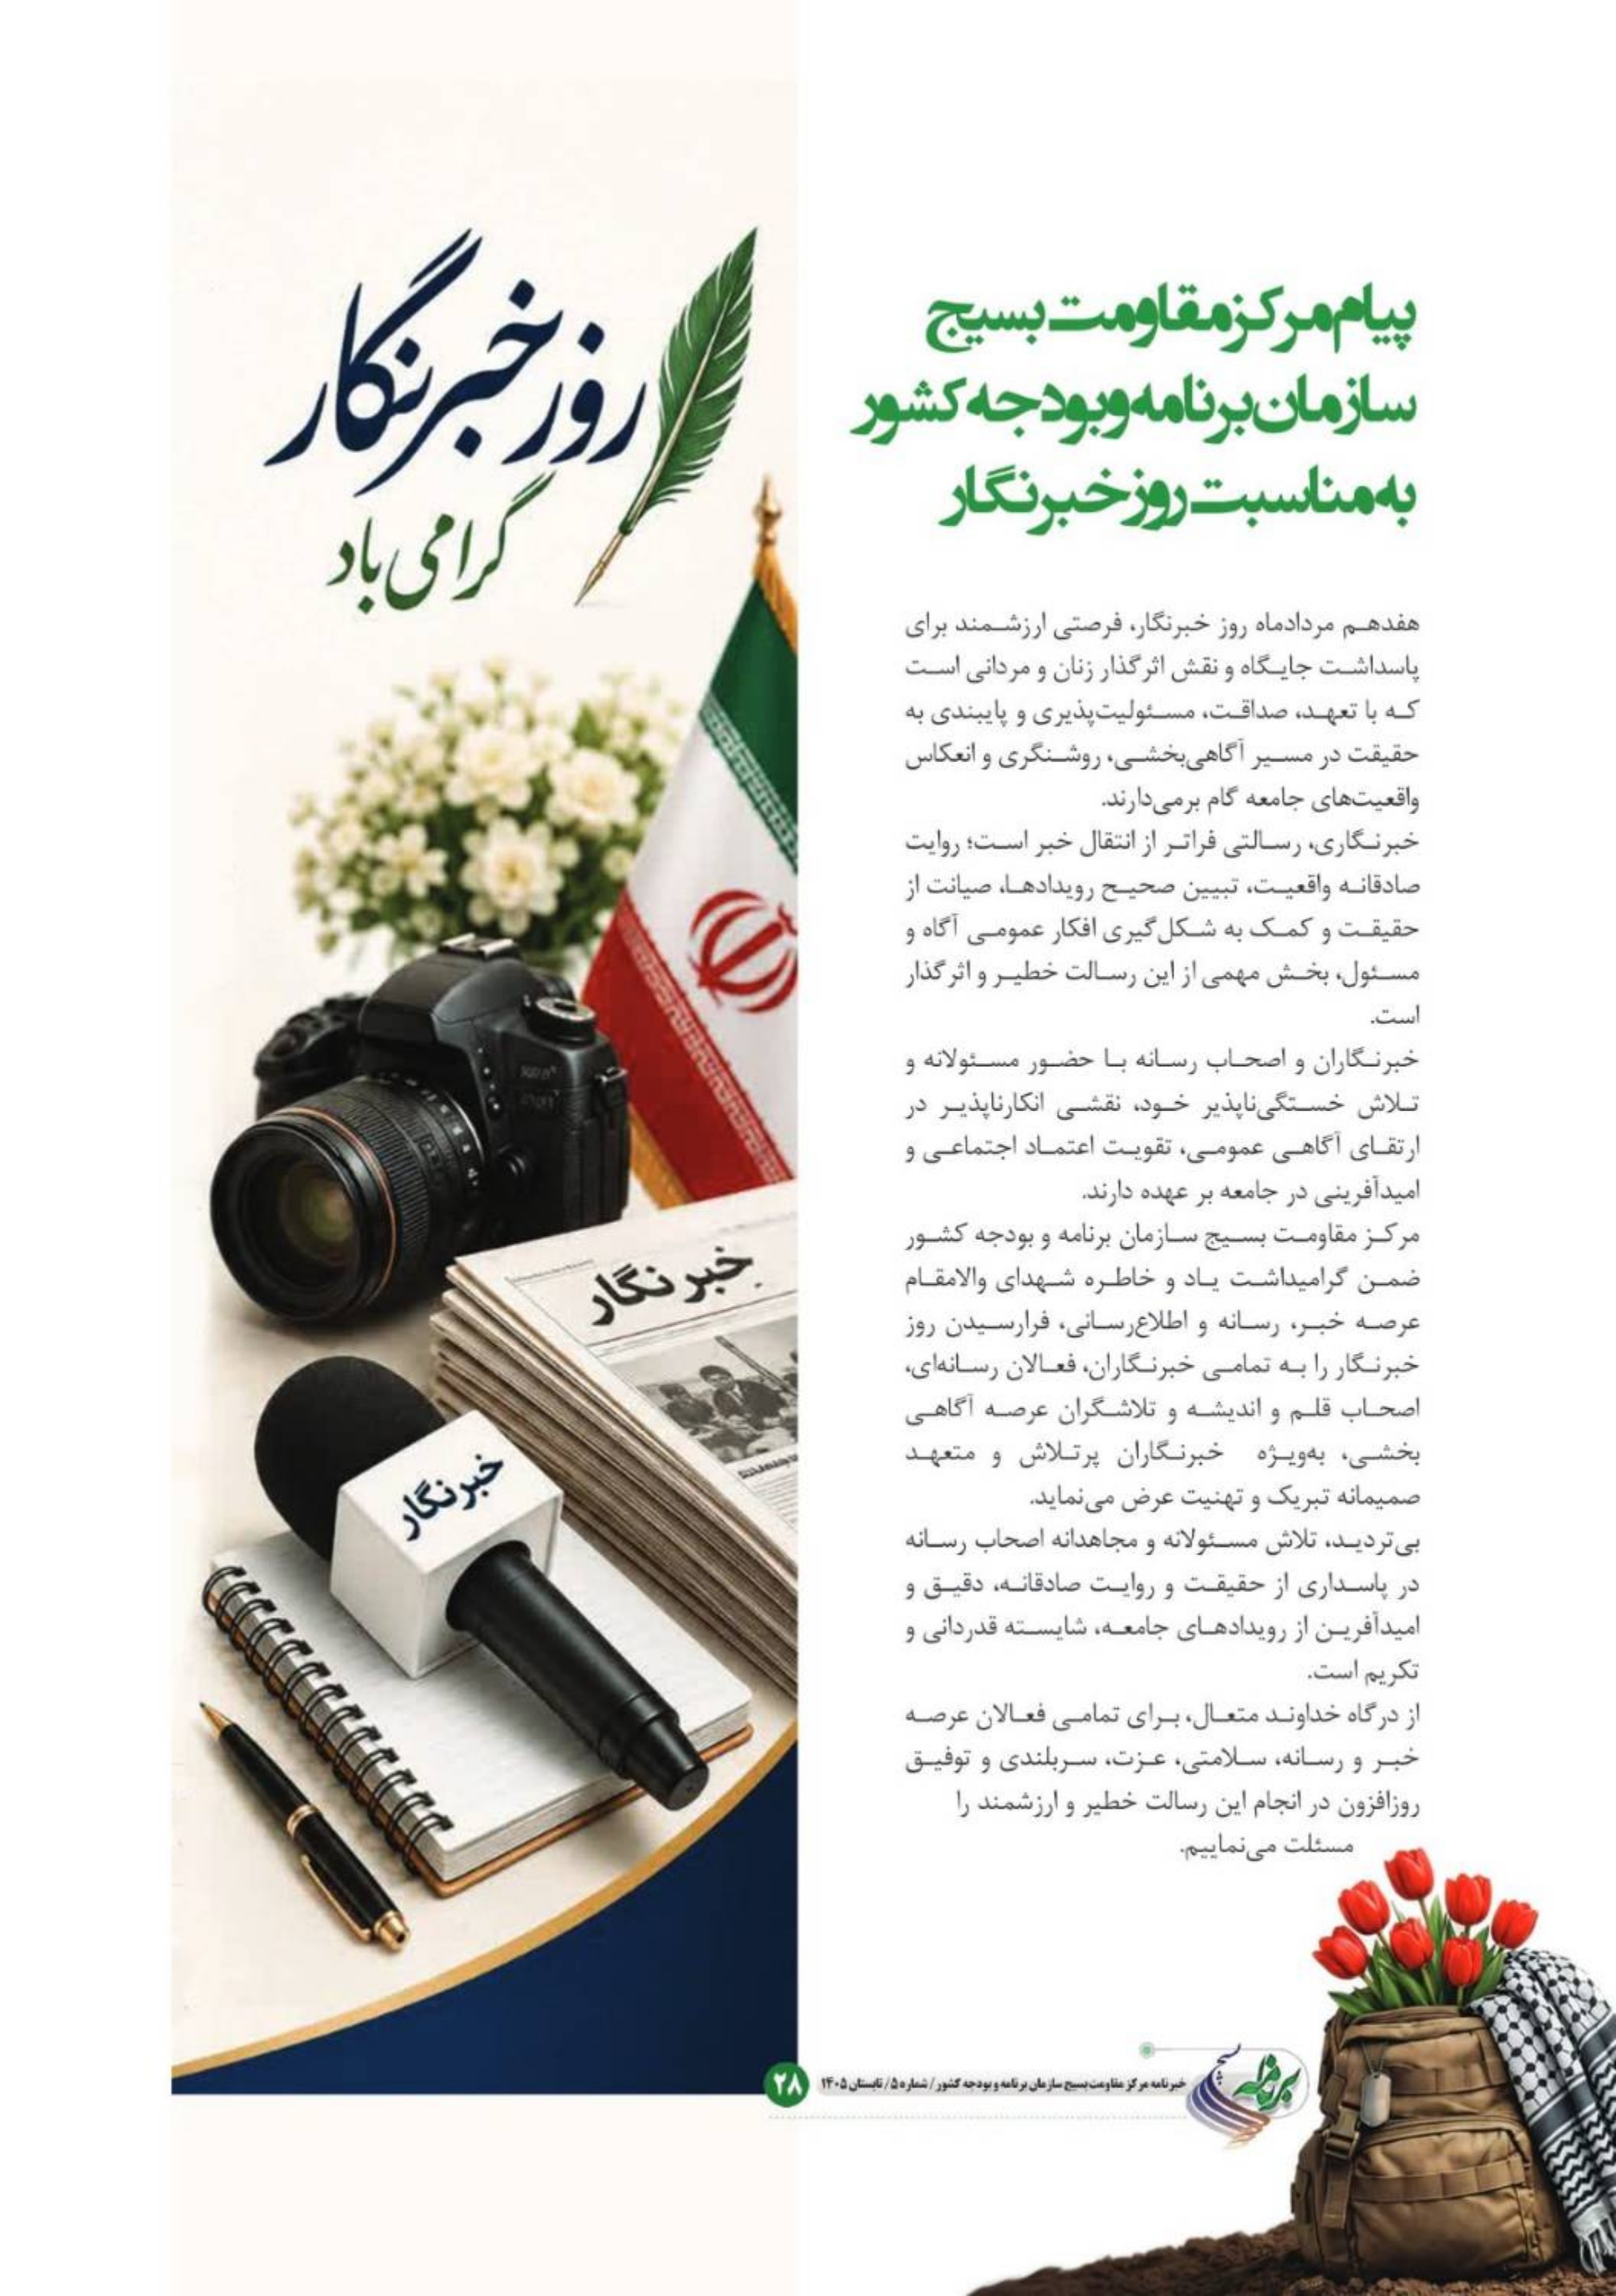 پیام مرکز مقاومت بسیج
سازمان برنامه و بودجه کشور
به مناسبت روز خبرنگار
هفدهم مردادماه روز خبرنگار، فرصتی ارزشمند برای
پاسداشت جایگاه و نقش اثرگذار زنان و مردانی است
که با تعهد، صداقت، مسئولیت‌پذیری و پایبندی به
حقیقت در مسیر آگاهی‌بخشی، روشنگری و انعکاس
واقعیت‌های جامعه گام برمی‌دارند.
خبرنگاری، رسالتی فراتر از انتقال خبر است؛ روایت
صادقانه واقعیت، تبیین صحیح رویدادها، صیانت از
حقیقت و کمک به شکل‌گیری افکار عمومی آگاه و
مسئول، بخش مهمی از این رسالت خطیر و اثرگذار
است.
خبرنگاران و اصحاب رسانه با حضور مسئولانه و
تلاش خستگی‌ناپذیر خود، نقشی انکارناپذیر در
ارتقای آگاهی عمومی، تقویت اعتماد اجتماعی و
امیدآفرینی در جامعه بر عهده دارند.
مرکز مقاومت بسیج سازمان برنامه و بودجه کشور
ضمن گرامیداشت یاد و خاطره شهدای والامقام
عرصه خبر، رسانه و اطلاع‌رسانی، فرارسیدن روز
خبرنگار را به تمامی خبرنگاران، فعالان رسانه‌ای،
اصحاب قلم و اندیشه و تلاشگران عرصه آگاهی
بخشی، به‌ویژه خبرنگاران پرتلاش و متعهد
صمیمانه تبریک و تهنیت عرض می‌نماید.
بی‌تردید، تلاش مسئولانه و مجاهدانه اصحاب رسانه
در پاسداری از حقیقت و روایت صادقانه، دقیق و
امیدآفرین از رویدادهای جامعه، شایسته قدردانی و
تکریم است.
از درگاه خداوند متعال، برای تمامی فعالان عرصه
خبر و رسانه، سلامتی، عزت، سربلندی و توفیق
روزافزون در انجام این رسالت خطیر و ارزشمند را
مسئلت می‌نماییم.
روز خبرنگار
گرامی باد
خبرنگار
خبرنگار
برنامه
بسیج
خبرنامه مرکز مقاومت بسیج سازمان برنامه و بودجه کشور / شماره ۵ / تابستان ۱۴۰۵
۲۸